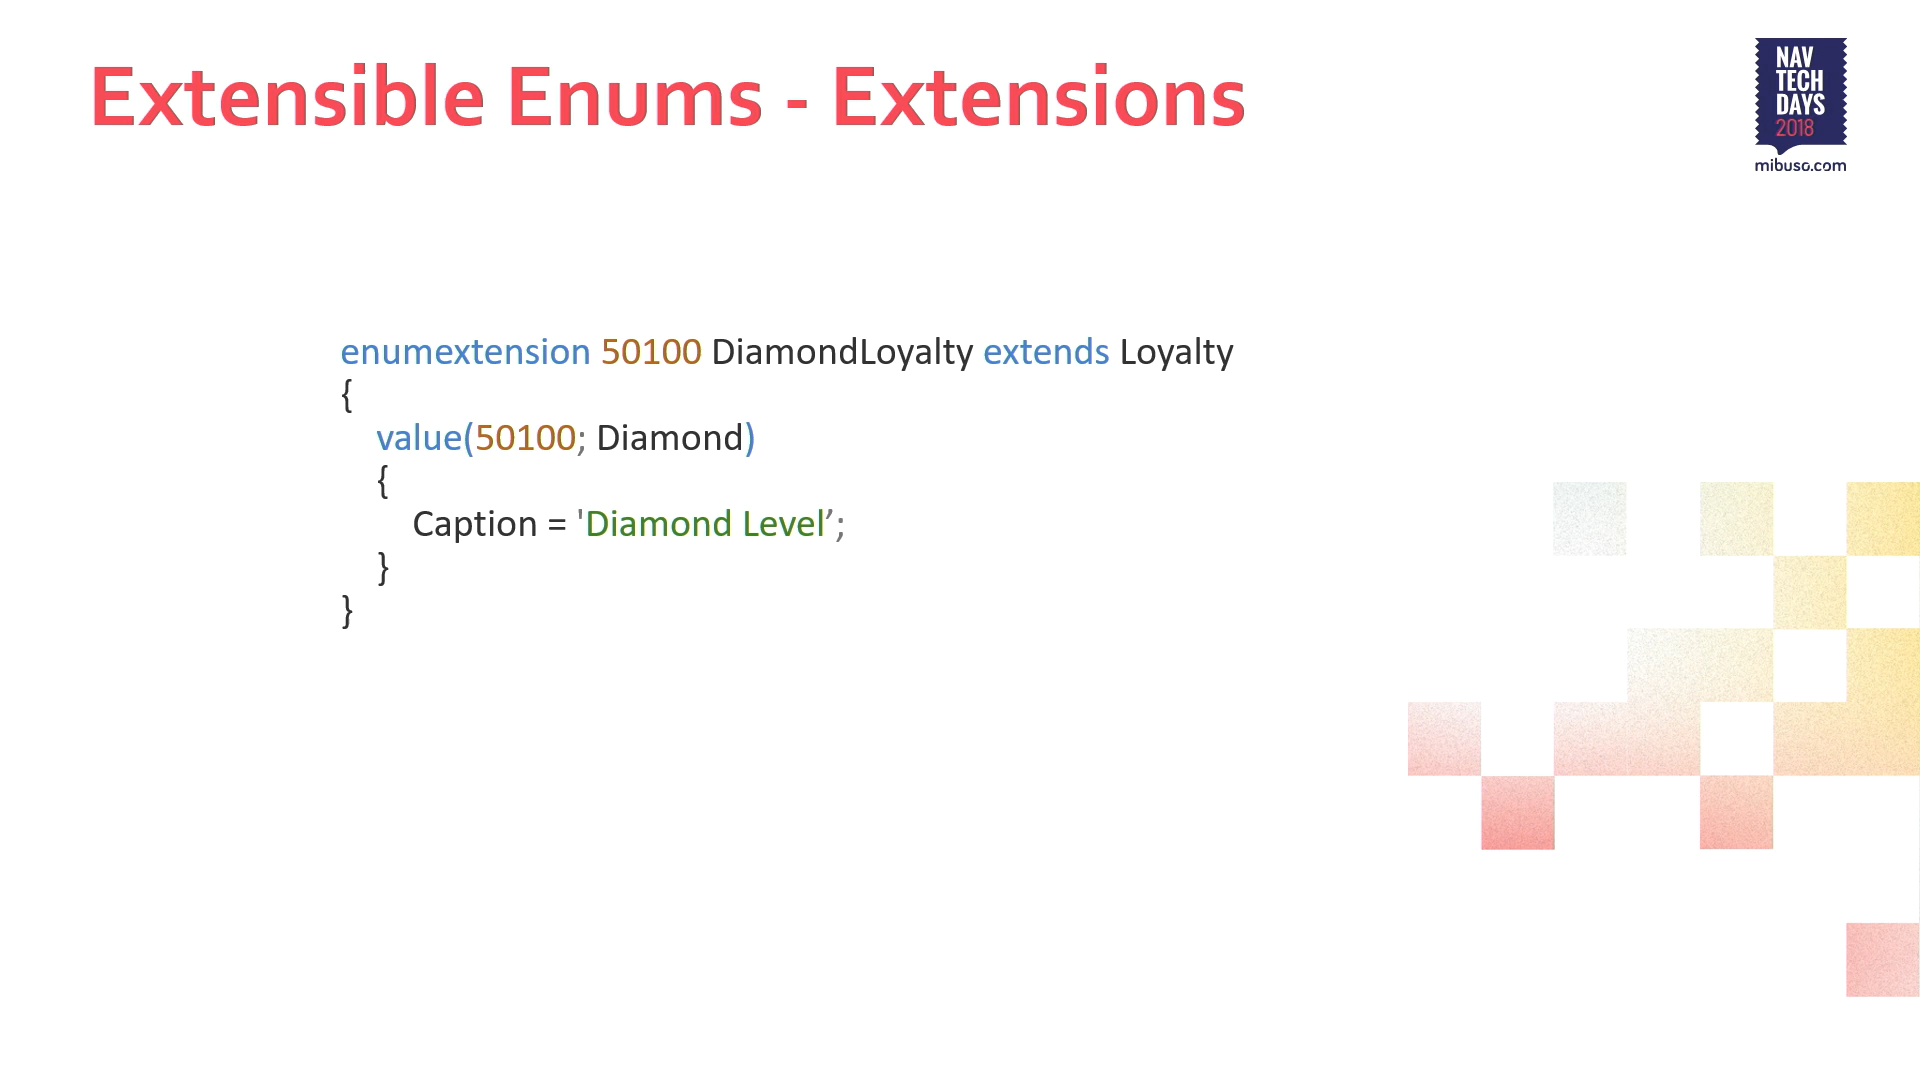 Extensible Enums - Extensions
NAV
TECH
DAYS
2018
mibuso.com
enumextension 50100 DiamondLoyalty extends Loyalty
{
value(50100; Diamond)
{
Caption = 'Diamond Level’;
}
}